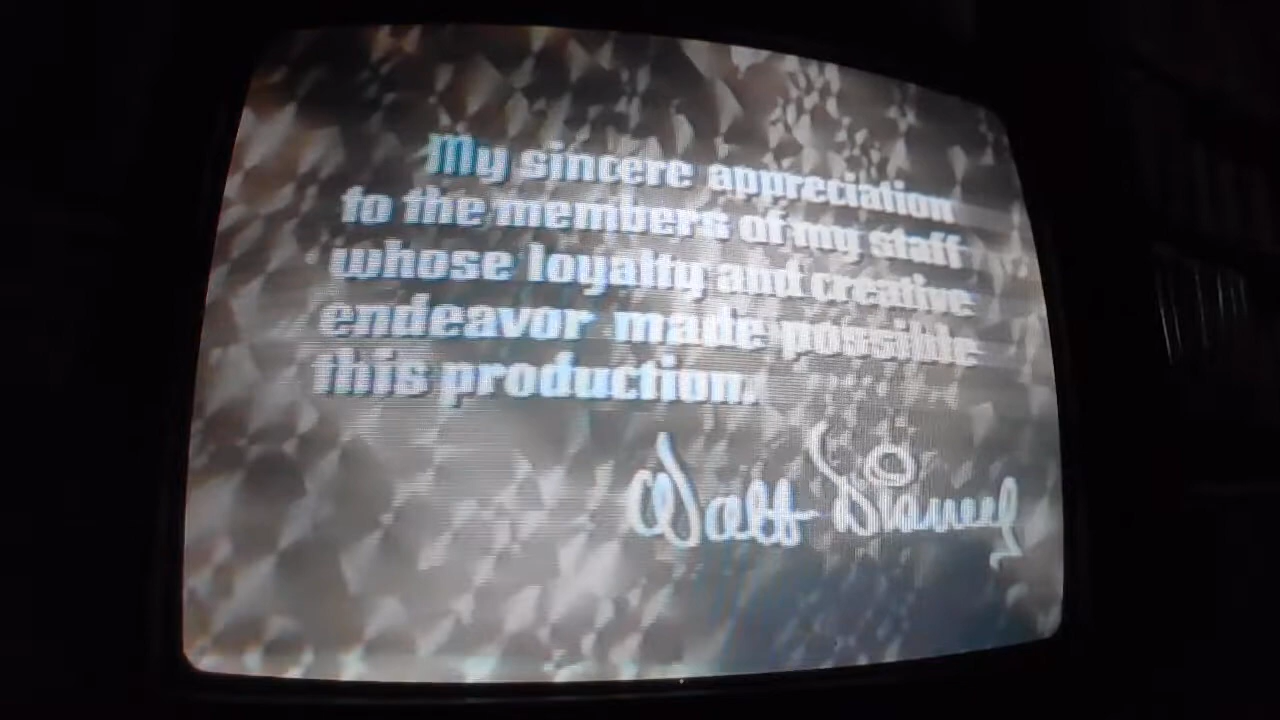 My sincere appreciation
to the members of my staff
whose loyalty and creative
endeavor made possible
this production.
Walt Disney